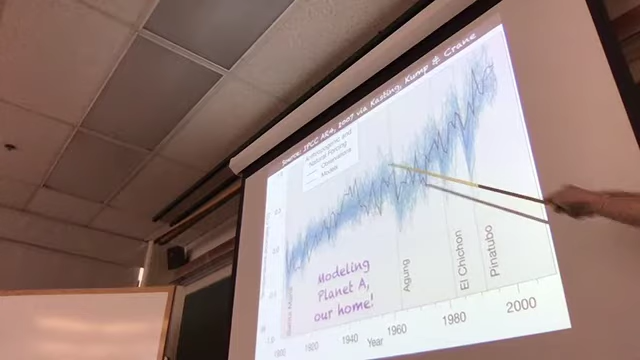 Source: IPCC AR4, 2007 via Kasting, Kump & Crane
Anthropogenic and
Natural Forcing
Observations
Models
Modeling
Planet A,
our home!
Agung
El Chichon
Pinatubo
1900
1920
1940
1960
1980
2000
Year